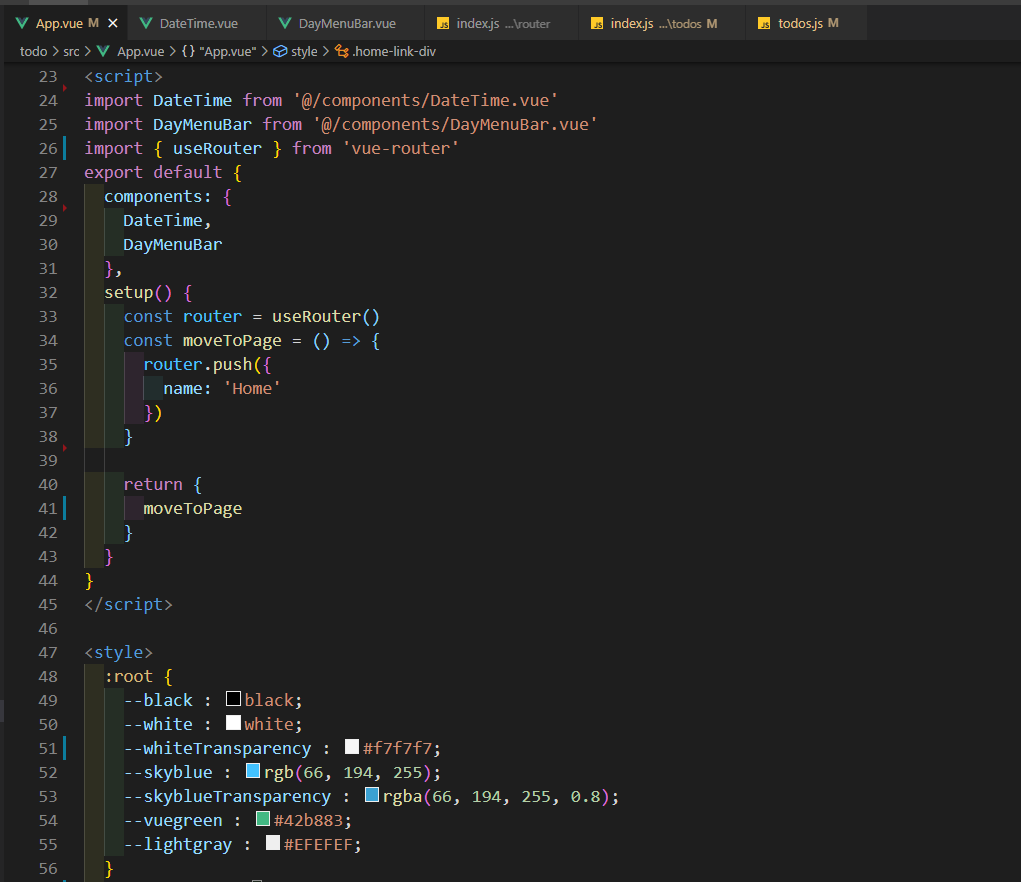 App.vue M × DateTime.vue DayMenuBar.vue index.js ...\router index.js ...\todos M todos.js M
todo > src > App.vue > {} "App.vue" > style > .home-link-div
23 <script>
24 import DateTime from '@/components/DateTime.vue'
25 import DayMenuBar from '@/components/DayMenuBar.vue'
26 import { useRouter } from 'vue-router'
27 export default {
28   components: {
29     DateTime,
30     DayMenuBar
31   },
32   setup() {
33     const router = useRouter()
34     const moveToPage = () => {
35       router.push({
36         name: 'Home'
37       })
38     }
39
40     return {
41       moveToPage
42     }
43   }
44 }
45 </script>
46
47 <style>
48   :root {
49     --black : black;
50     --white : white;
51     --whiteTransparency : #f7f7f7;
52     --skyblue : rgb(66, 194, 255);
53     --skyblueTransparency : rgba(66, 194, 255, 0.8);
54     --vuegreen : #42b883;
55     --lightgray : #EFEFEF;
56   }